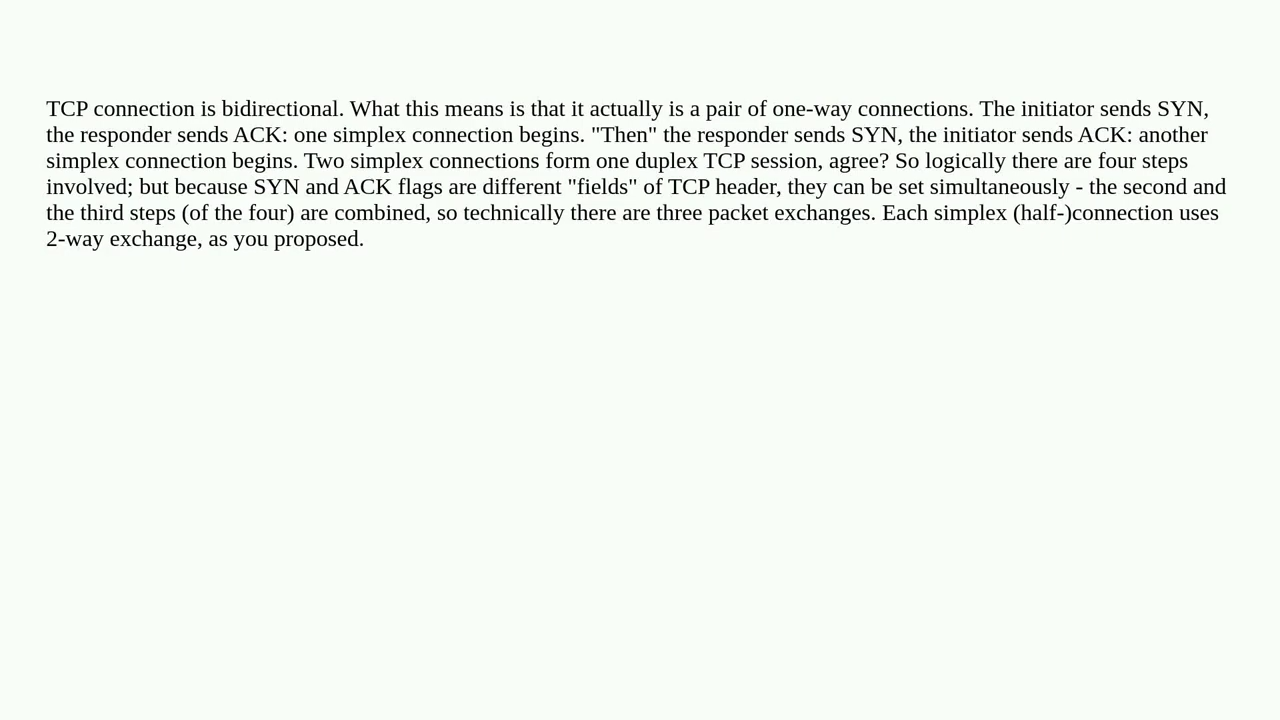 TCP connection is bidirectional. What this means is that it actually is a pair of one-way connections. The initiator sends SYN,
the responder sends ACK: one simplex connection begins. "Then" the responder sends SYN, the initiator sends ACK: another
simplex connection begins. Two simplex connections form one duplex TCP session, agree? So logically there are four steps
involved; but because SYN and ACK flags are different "fields" of TCP header, they can be set simultaneously - the second and
the third steps (of the four) are combined, so technically there are three packet exchanges. Each simplex (half-)connection uses
2-way exchange, as you proposed.